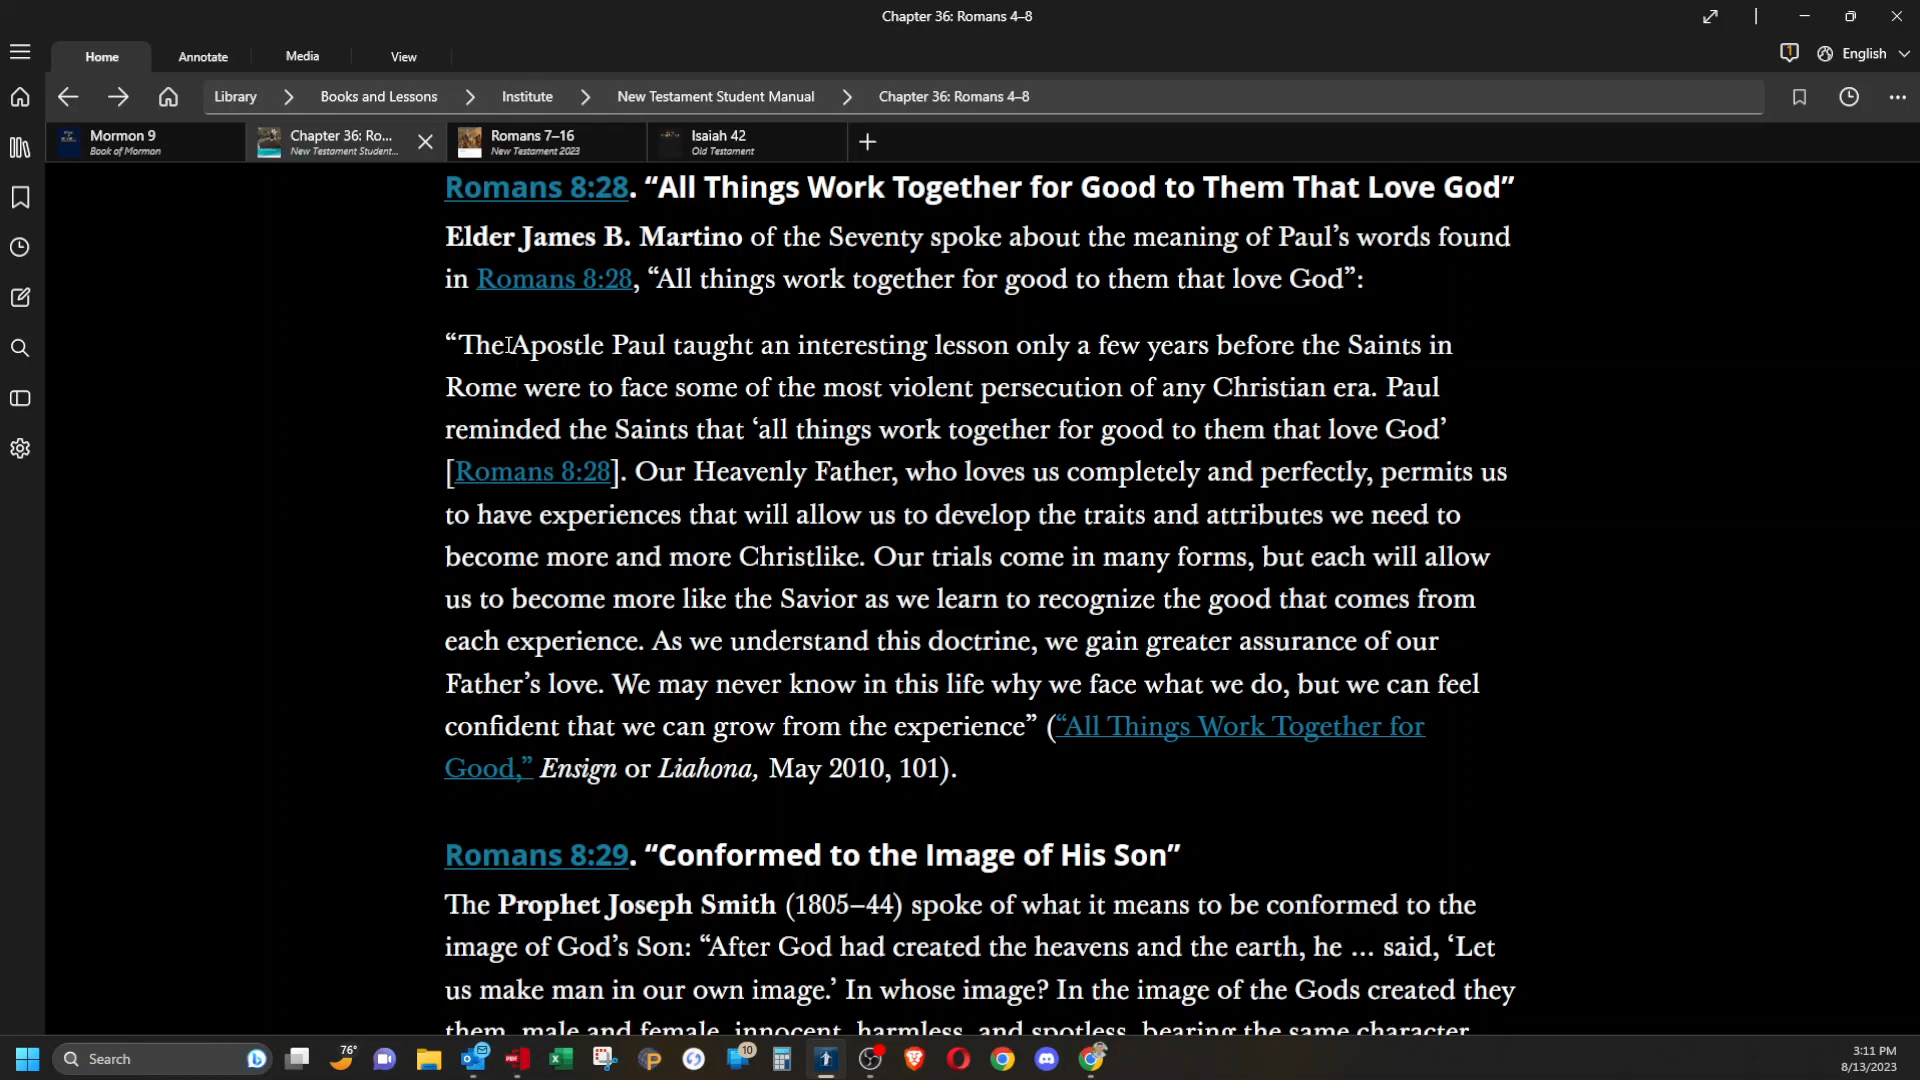 Chapter 36: Romans 4–8
Home
Annotate
Media
View
1
English
Library
Books and Lessons
Institute
New Testament Student Manual
Chapter 36: Romans 4–8
Mormon 9
Book of Mormon
Chapter 36: Ro...
New Testament Student...
Romans 7–16
New Testament 2023
Isaiah 42
Old Testament
Romans 8:28. “All Things Work Together for Good to Them That Love God”
Elder James B. Martino of the Seventy spoke about the meaning of Paul’s words found
in Romans 8:28, “All things work together for good to them that love God”:
“The Apostle Paul taught an interesting lesson only a few years before the Saints in
Rome were to face some of the most violent persecution of any Christian era. Paul
reminded the Saints that ‘all things work together for good to them that love God’
[Romans 8:28]. Our Heavenly Father, who loves us completely and perfectly, permits us
to have experiences that will allow us to develop the traits and attributes we need to
become more and more Christlike. Our trials come in many forms, but each will allow
us to become more like the Savior as we learn to recognize the good that comes from
each experience. As we understand this doctrine, we gain greater assurance of our
Father’s love. We may never know in this life why we face what we do, but we can feel
confident that we can grow from the experience” (“All Things Work Together for
Good,” Ensign or Liahona, May 2010, 101).
Romans 8:29. “Conformed to the Image of His Son”
The Prophet Joseph Smith (1805–44) spoke of what it means to be conformed to the
image of God’s Son: “After God had created the heavens and the earth, he ... said, ‘Let
us make man in our own image.’ In whose image? In the image of the Gods created they
them, male and female, innocent, harmless, and spotless, bearing the same character
Search
76°
PDF
10
3:11 PM
8/13/2023